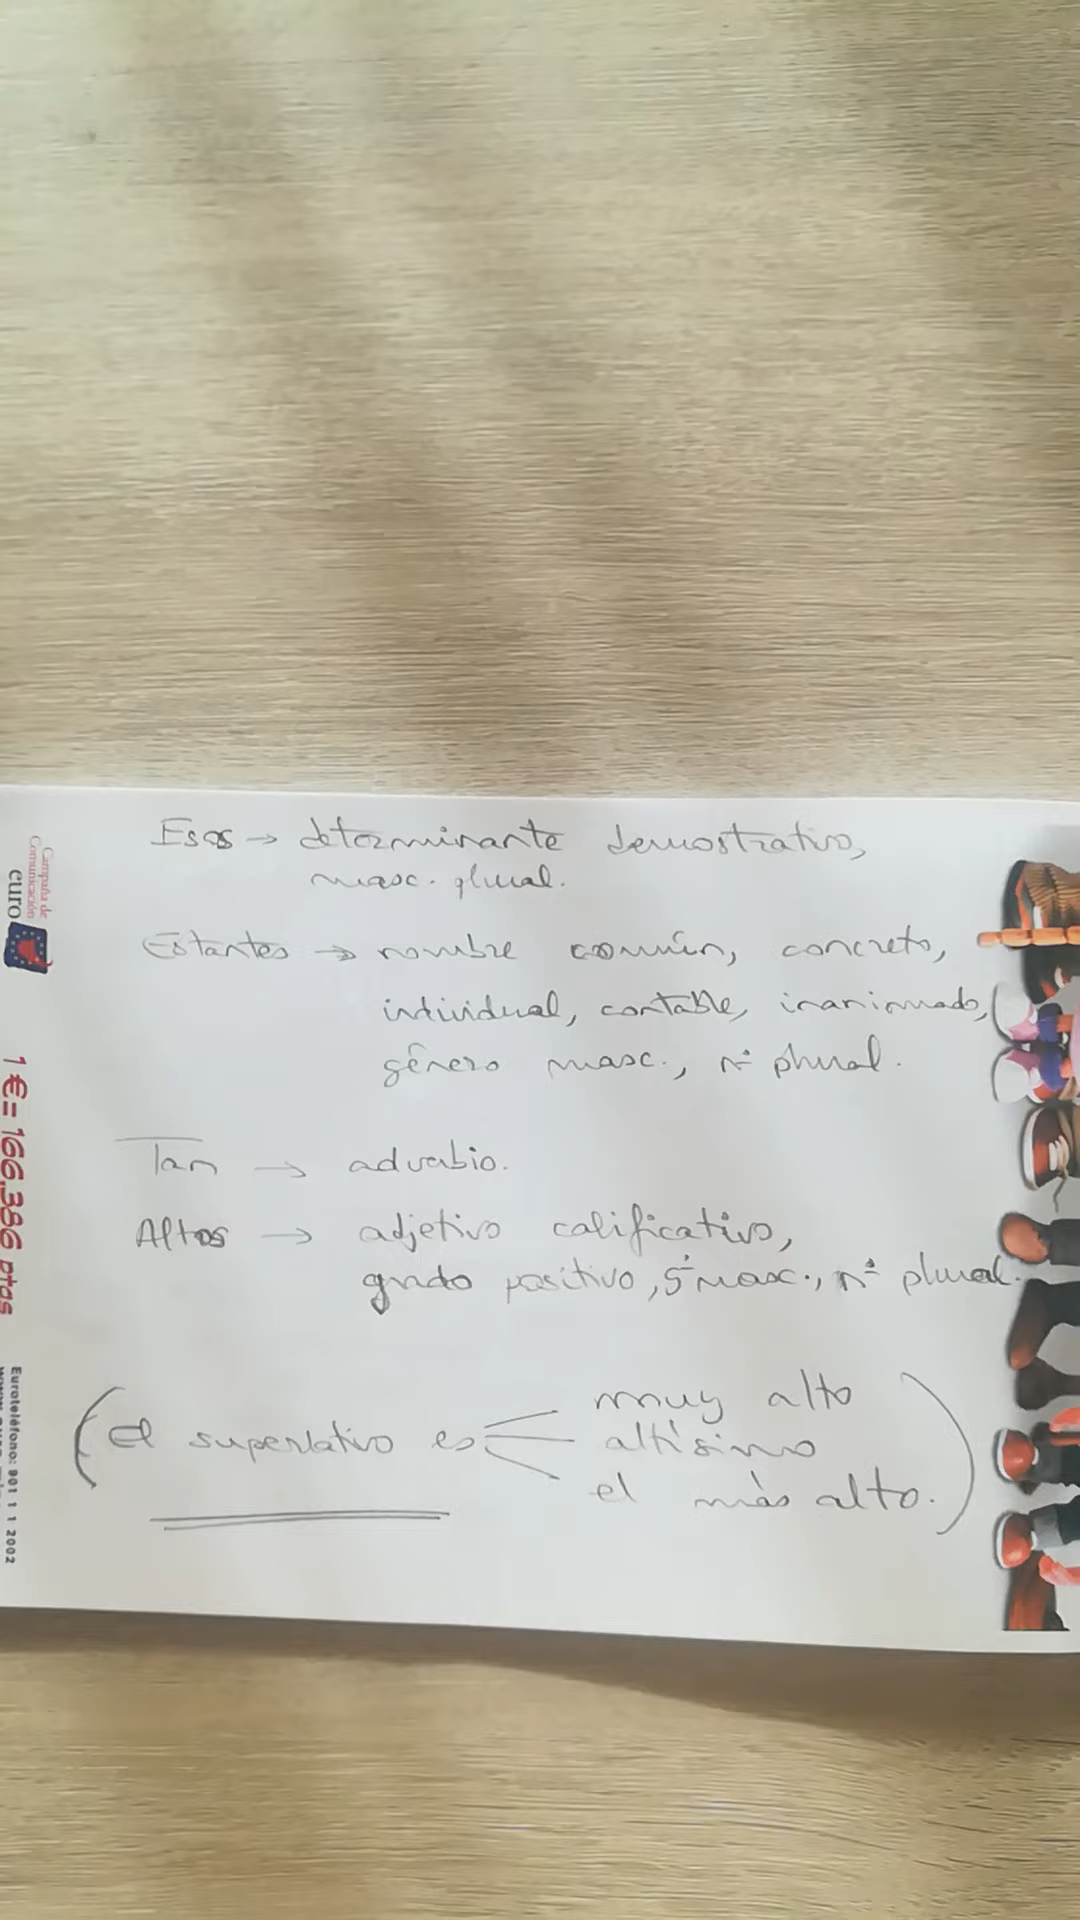 Esos → determinante demostrativo,
masc. plural.
Estantes → nombre común, concreto,
individual, contable, inanimado,
género masc., nº plural.
Tan → adverbio.
Altos → adjetivo calificativo,
grado positivo, gº masc., nº plural.
(el superlativo es
muy alto
altísimo
el más alto.)
Campaña de
Comunicación
euro
1 € = 166,386 ptas
Euroteléfono: 901 1 1 2002